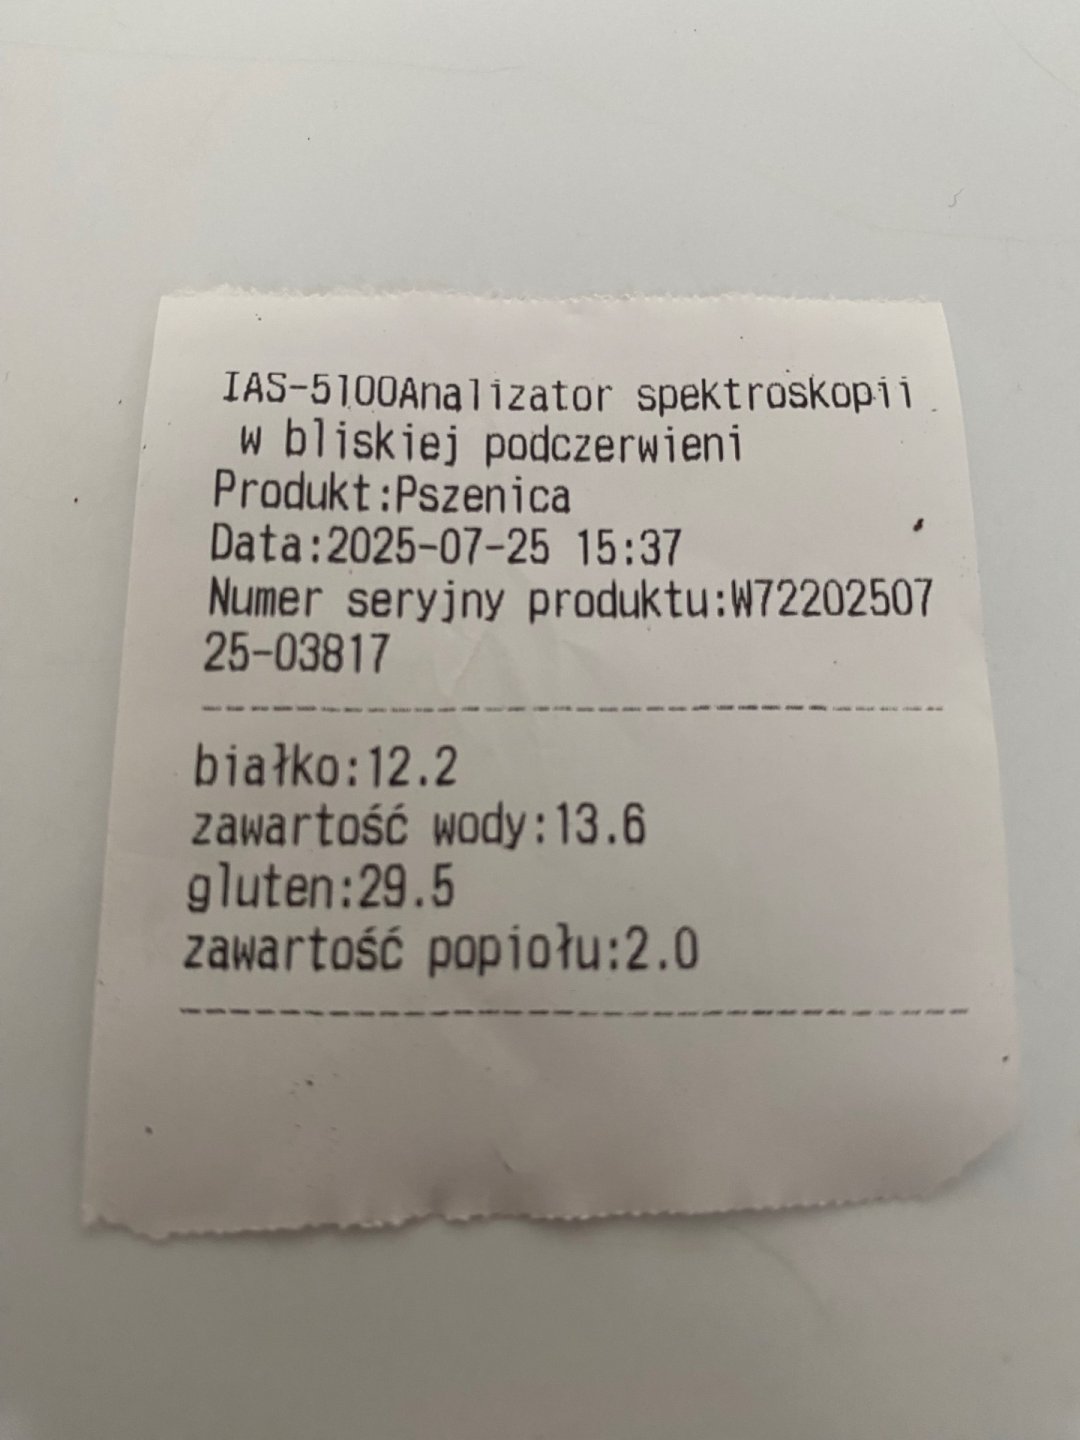 IAS-5100Analizator spektroskopii
w bliskiej podczerwieni
Produkt:Pszenica
Data:2025-07-25 15:37
Numer seryjny produktu:W72202507
25-03817
białko:12.2
zawartość wody:13.6
gluten:29.5
zawartość popiołu:2.0